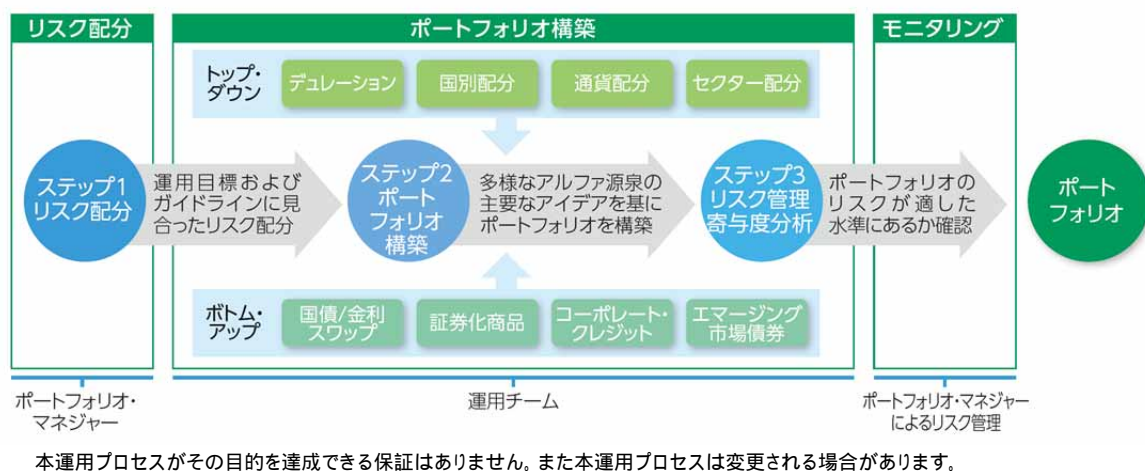 リスク配分
ポートフォリオ構築
モニタリング
トップ・
ダウン
デュレーション
国別配分
通貨配分
セクター配分
ステップ1
リスク配分
運用目標および
ガイドラインに見
合ったリスク配分
ステップ2
ポート
フォリオ
構築
多様なアルファ源泉の
主要なアイデアを基に
ポートフォリオを構築
ステップ3
リスク管理
寄与度分析
ポートフォリオの
リスクが適した
水準にあるか確認
ポート
フォリオ
ボトム・
アップ
国債/金利
スワップ
証券化商品
コーポレート・
クレジット
エマージング
市場債券
ポートフォリオ・
マネジャー
運用チーム
ポートフォリオ・マネジャー
によるリスク管理
本運用プロセスがその目的を達成できる保証はありません。また本運用プロセスは変更される場合があります。